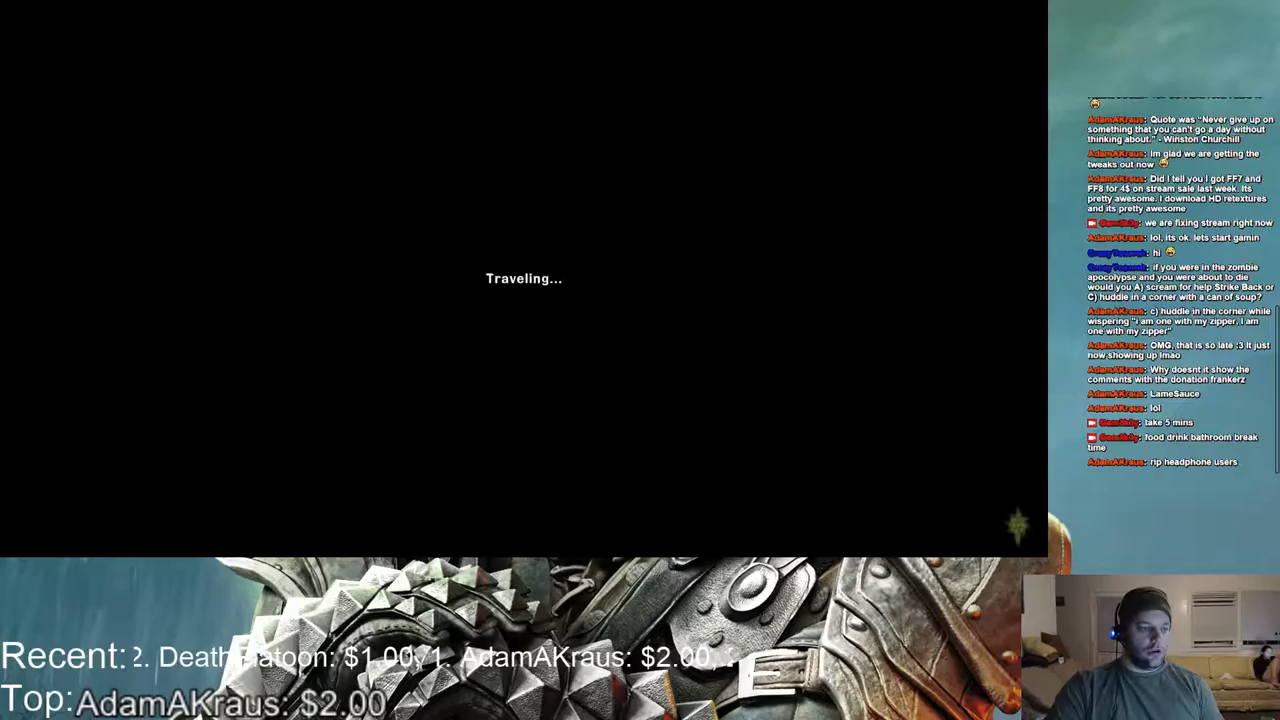 Traveling...
AdamAKraus: Quote was “Never give up on
something that you can't go a day without
thinking about." - Winston Churchill
AdamAKraus: Im glad we are getting the
tweaks out now
AdamAKraus: Did I tell you I got FF7 and
FF8 for 4$ on stream sale last week. Its
pretty awesome. I download HD retextures
and its pretty awesome
we are fixing stream right now
AdamAKraus: lol, its ok. lets start gamin
hi
if you were in the zombie
apocolypse and you were about to die
would you A) scream for help Strike Back or
C) huddle in a corner with a can of soup?
AdamAKraus: c) huddle in the corner while
wispering "i am one with my zipper, i am
one with my zipper"
AdamAKraus: OMG, that is so late :3 It just
now showing up lmao
AdamAKraus: Why doesnt it show the
comments with the donation frankerz
AdamAKraus: LameSauce
AdamAKraus: lol
take 5 mins
food drink bathroom break
time
AdamAKraus: rip headphone users
Recent: 2. DeathPlatoon: $1.00, 1. AdamAKraus: $2.00,
Top: AdamAKraus: $2.00